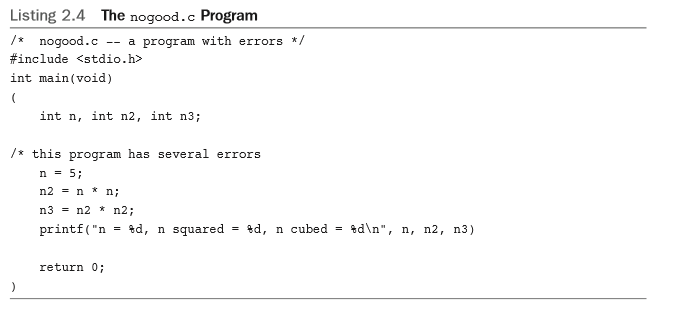 Listing 2.4 The nogood.c Program
/* nogood.c -- a program with errors */
#include <stdio.h>
int main(void)
(
    int n, int n2, int n3;
/* this program has several errors
    n = 5;
    n2 = n * n;
    n3 = n2 * n2;
    printf("n = %d, n squared = %d, n cubed = %d\n", n, n2, n3)
    return 0;
)